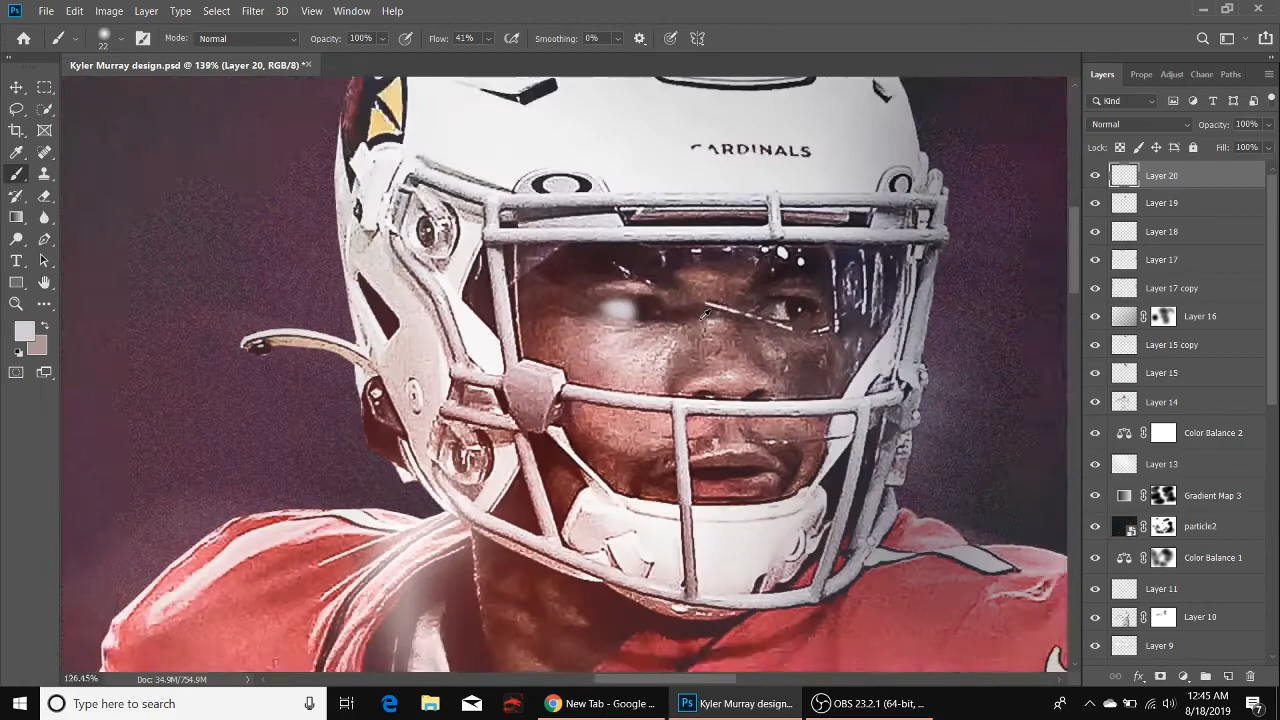 Ps File Edit Image Layer Type Select Filter 3D View Window Help
22 Mode: Normal Opacity: 100% Flow: 41% Smoothing: 0%
Kyler Murray design.psd @ 139% (Layer 20, RGB/8) *
Layers Prope Adjust Chane Paths
Kind
Normal Opacity: 100%
Lock: Fill: 100%
CARDINALS
Layer 20
Layer 19
Layer 18
Layer 17
Layer 17 copy
Layer 16
Layer 15 copy
Layer 15
Layer 14
Color Balance 2
Layer 13
Gradient Map 3
particle2
Color Balance 1
Layer 11
Layer 10
Layer 9
126.45% Doc: 34.9M/754.9M
Type here to search
New Tab - Google ...
Ps Kyler Murray design...
OBS 23.2.1 (64-bit, ...
12:45 AM
8/18/2019